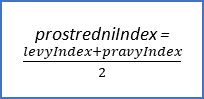 prostredniIndex =
levyIndex+pravyIndex
2